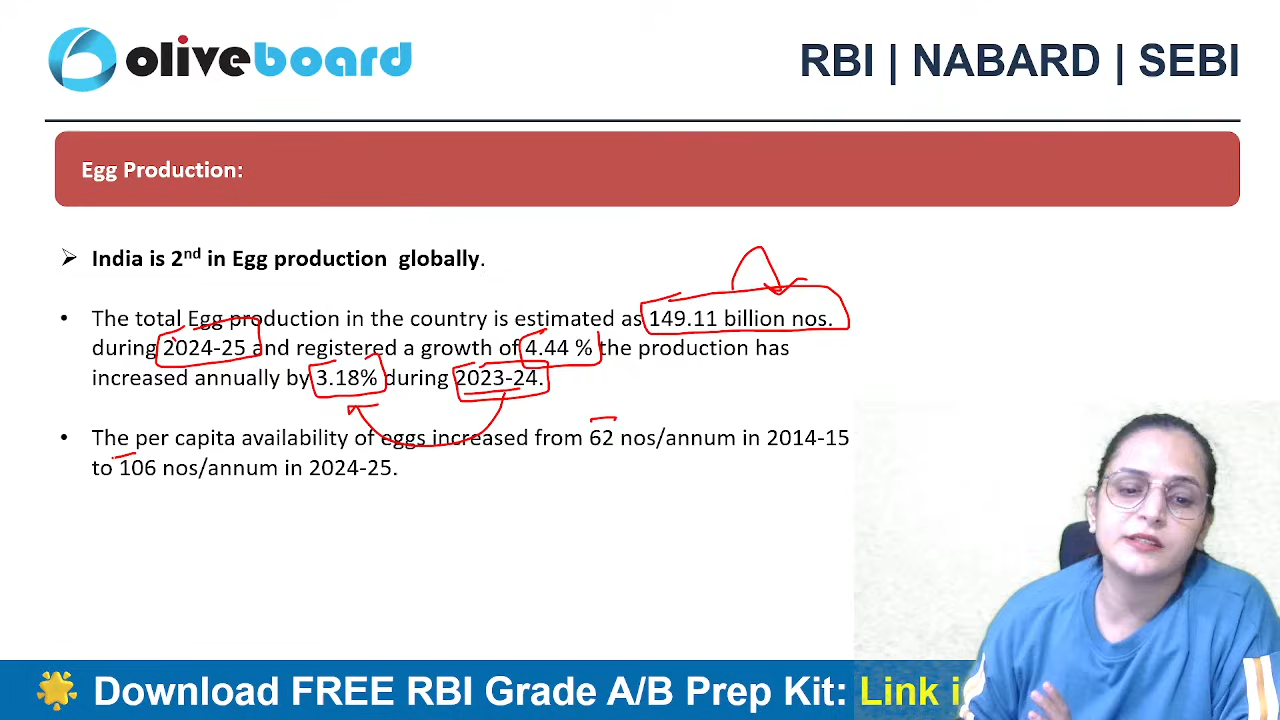 oliveboard
RBI | NABARD | SEBI
Egg Production:
➢ India is 2nd in Egg production globally.
• The total Egg production in the country is estimated as 149.11 billion nos.
during 2024-25 and registered a growth of 4.44 % the production has
increased annually by 3.18% during 2023-24.
• The per capita availability of eggs increased from 62 nos/annum in 2014-15
to 106 nos/annum in 2024-25.
Download FREE RBI Grade A/B Prep Kit: Link i